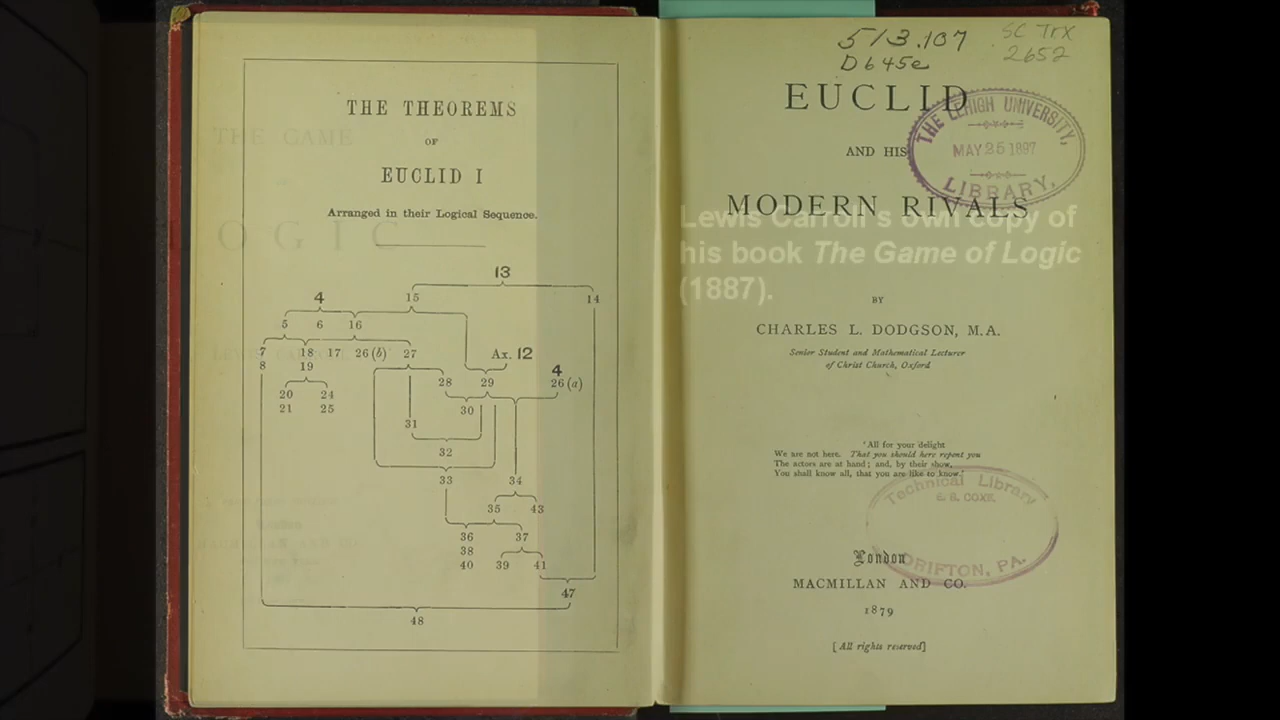 THE THEOREMS
OF
EUCLID I
Arranged in their Logical Sequence.
13
4 15 14
5 6 16
7 18 17 26 (b) 27 Ax. 12
8 19 4
28 29 26 (a)
20 24
21 25 30
31
32
33 34
35 43
36 37
38
40 39 41
47
48
THE GAME
LOGIC
513.107
D645e
SC Trx
2652
EUCLID
AND HIS
MODERN RIVALS
THE LEHIGH UNIVERSITY,
MAY 25 1887
LIBRARY,
Lewis Carroll's own copy of
his book The Game of Logic
(1887).
BY
CHARLES L. DODGSON, M.A.
Senior Student and Mathematical Lecturer
of Christ Church, Oxford
'All for your delight
We are not here. That you should here repent you
The actors are at hand; and, by their show,
You shall know all, that you are like to know.'
Technical Library
E. B. COXE,
DRIFTON, PA.
London
MACMILLAN AND CO.
1879
[All rights reserved]